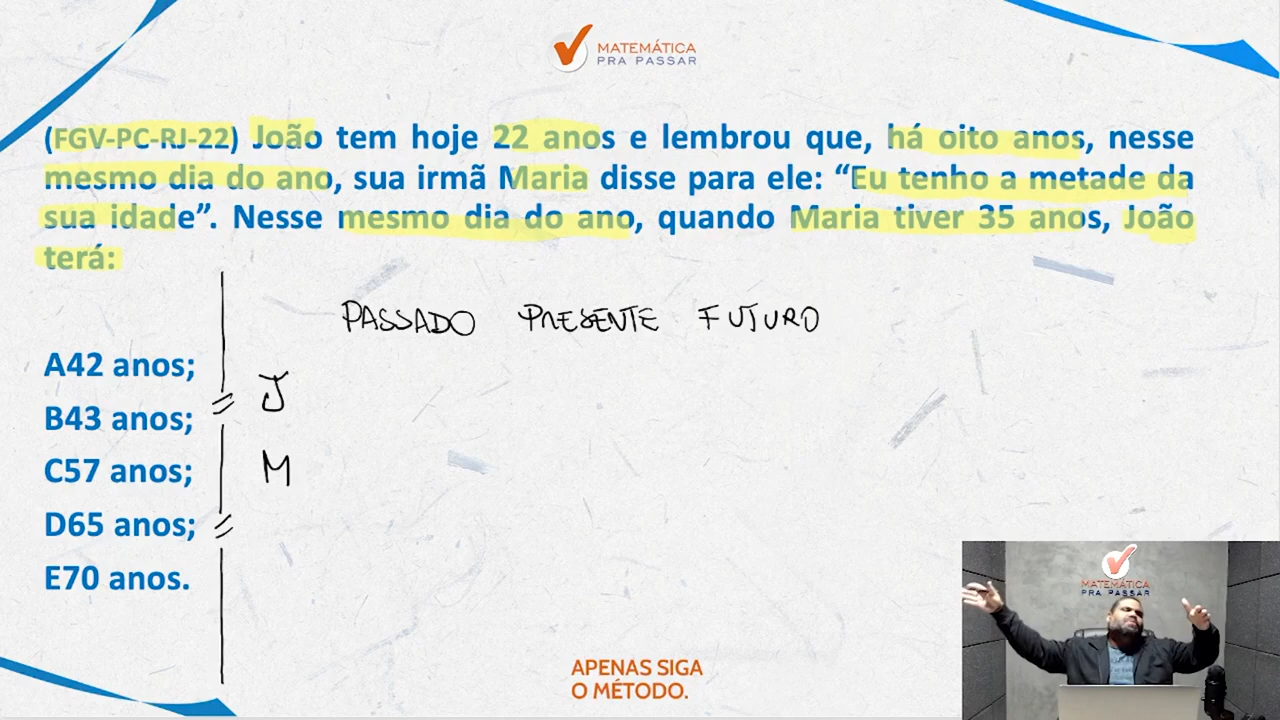 MATEMÁTICA
PRA PASSAR
(FGV-PC-RJ-22) João tem hoje 22 anos e lembrou que, há oito anos, nesse
mesmo dia do ano, sua irmã Maria disse para ele: “Eu tenho a metade da
sua idade”. Nesse mesmo dia do ano, quando Maria tiver 35 anos, João
terá:
PASSADO PRESENTE FUTURO
A42 anos;
J
B43 anos;
C57 anos;
M
D65 anos;
E70 anos.
MATEMÁTICA
PRA PASSAR
APENAS SIGA
O MÉTODO.